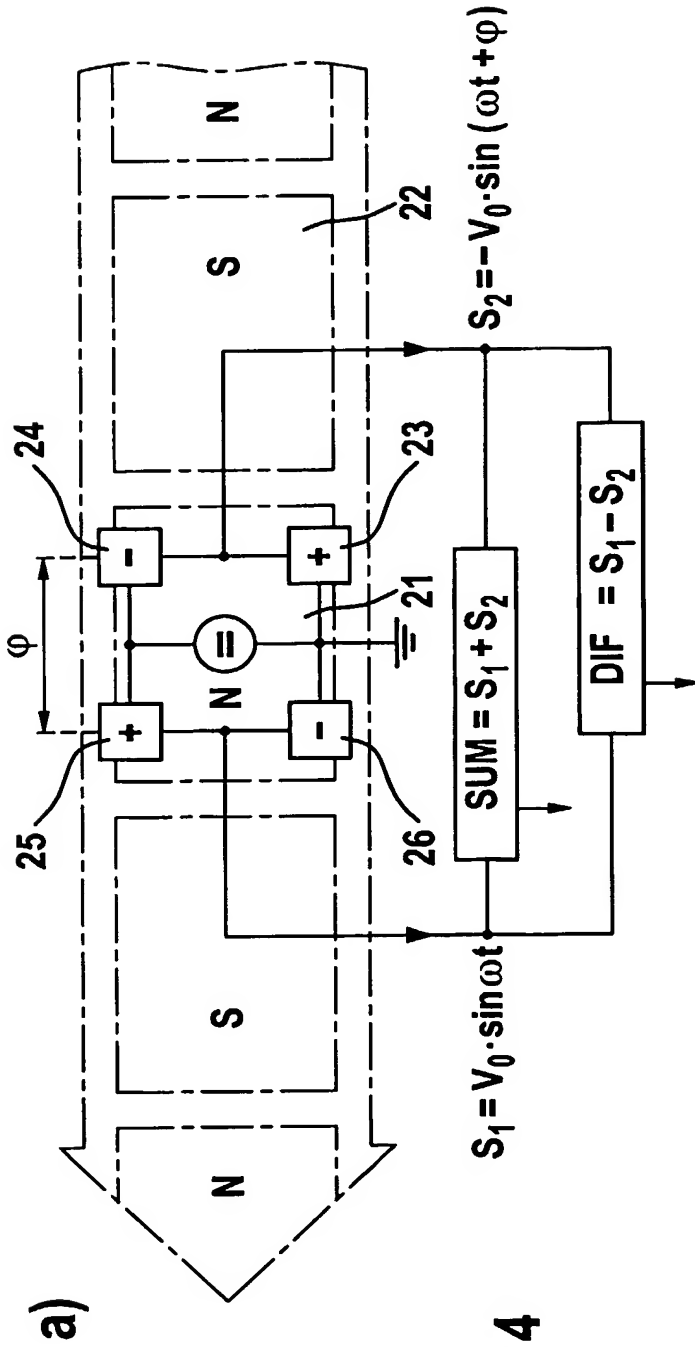 a)
4
N
S
N
S
N
22
24
φ
25
23
21
26
+
-
-
+
=
S₁ = V₀·sinωt
S₂ = -V₀·sin (ωt + φ)
SUM = S₁ + S₂
DIF = S₁ - S₂